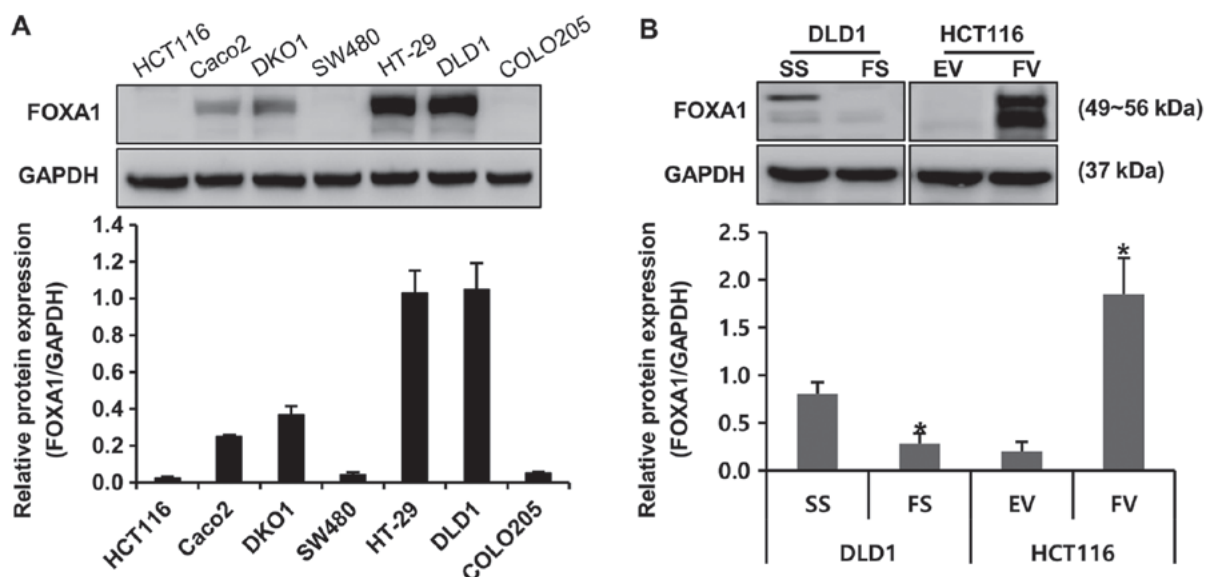 A
HCT116 Caco2 DKO1 SW480 HT-29 DLD1 COLO205
FOXA1
GAPDH
Relative protein expression
(FOXA1/GAPDH)
1.4
1.2
1.0
0.8
0.6
0.4
0.2
0.0
HCT116 Caco2 DKO1 SW480 HT-29 DLD1 COLO205
B
DLD1 HCT116
SS FS EV FV
FOXA1 (49~56 kDa)
GAPDH (37 kDa)
Relative protein expression
(FOXA1/GAPDH)
2.5
2.0
1.5
1.0
0.5
0.0
* *
SS FS EV FV
DLD1 HCT116